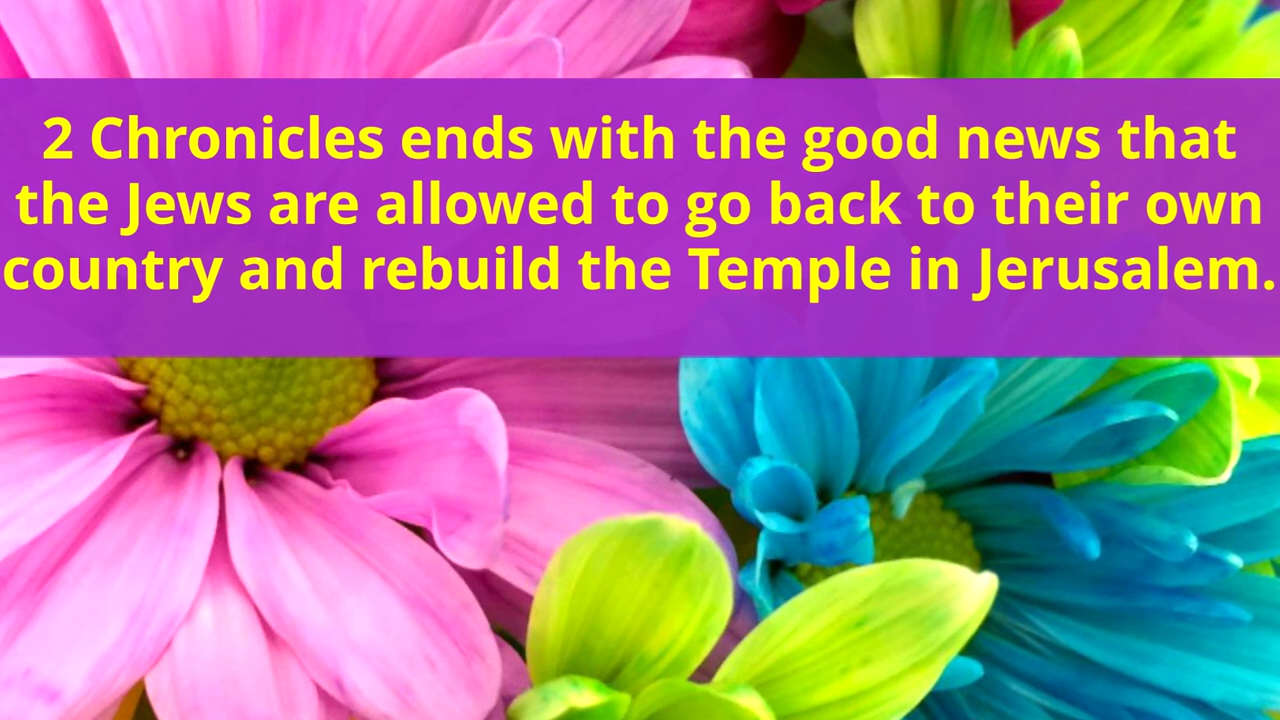 2 Chronicles ends with the good news that
the Jews are allowed to go back to their own
country and rebuild the Temple in Jerusalem.